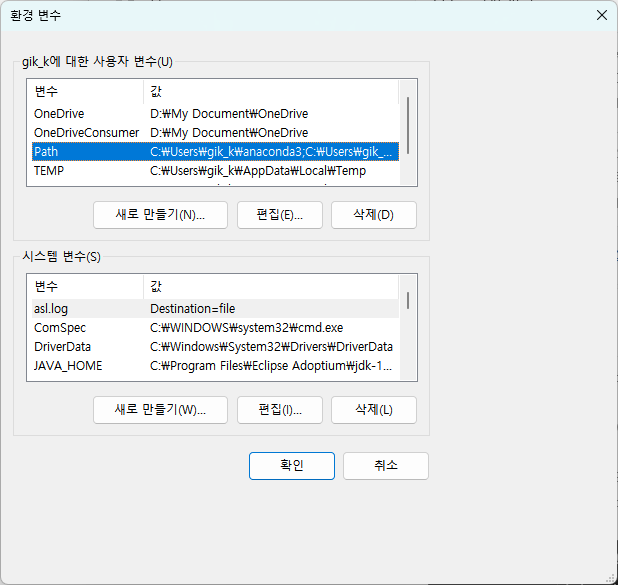 환경 변수
gik_k에 대한 사용자 변수(U)
변수 값
OneDrive D:₩My Document₩OneDrive
OneDriveConsumer D:₩My Document₩OneDrive
Path C:₩Users₩gik_k₩anaconda3;C:₩Users₩gik_...
TEMP C:₩Users₩gik_k₩AppData₩Local₩Temp
새로 만들기(N)... 편집(E)... 삭제(D)
시스템 변수(S)
변수 값
asl.log Destination=file
ComSpec C:₩WINDOWS₩system32₩cmd.exe
DriverData C:₩Windows₩System32₩Drivers₩DriverData
JAVA_HOME C:₩Program Files₩Eclipse Adoptium₩jdk-1...
새로 만들기(W)... 편집(I)... 삭제(L)
확인 취소